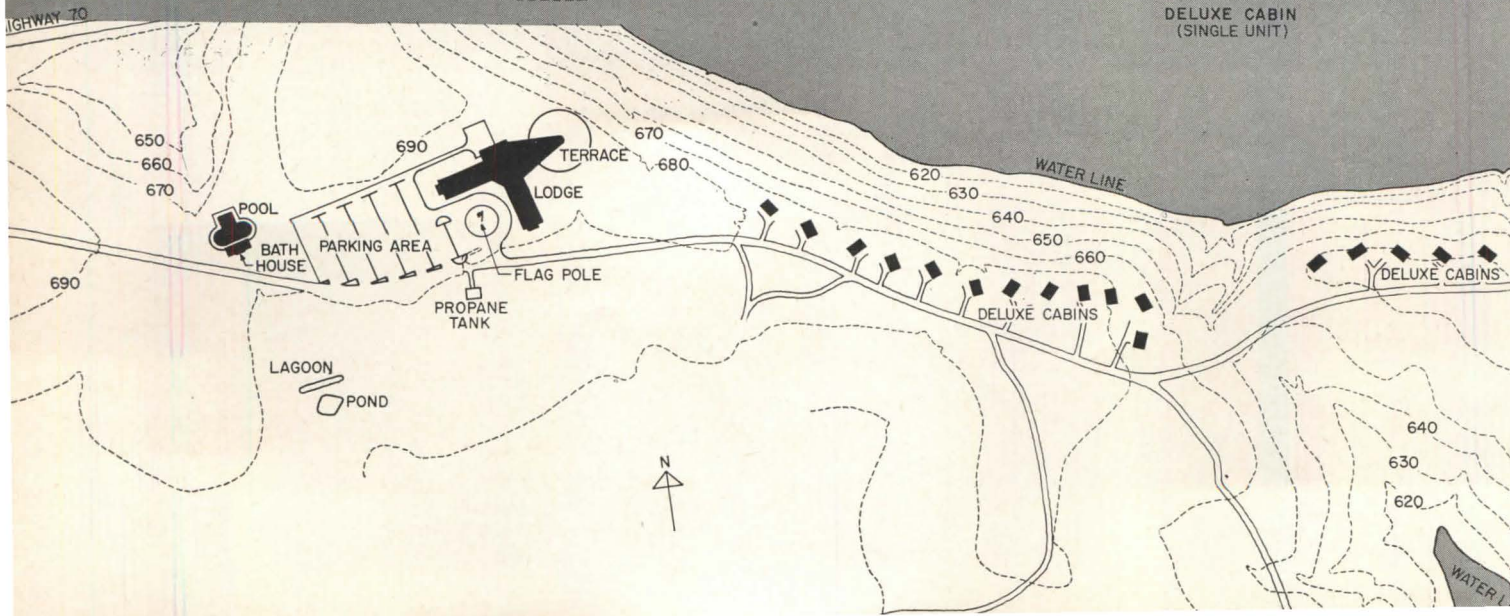 HIGHWAY 70
DELUXE CABIN
(SINGLE UNIT)
650
660
670
690
690
670
680
TERRACE
LODGE
POOL
BATH
HOUSE
PARKING AREA
FLAG POLE
PROPANE
TANK
LAGOON
POND
N
WATER LINE
620
630
640
650
660
DELUXE CABINS
DELUXE CABINS
640
630
620
WATER